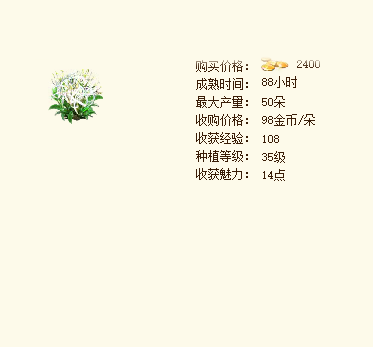 购买价格： 2400
成熟时间： 88小时
最大产量： 50朵
收购价格： 98金币/朵
收获经验： 108
种植等级： 35级
收获魅力： 14点